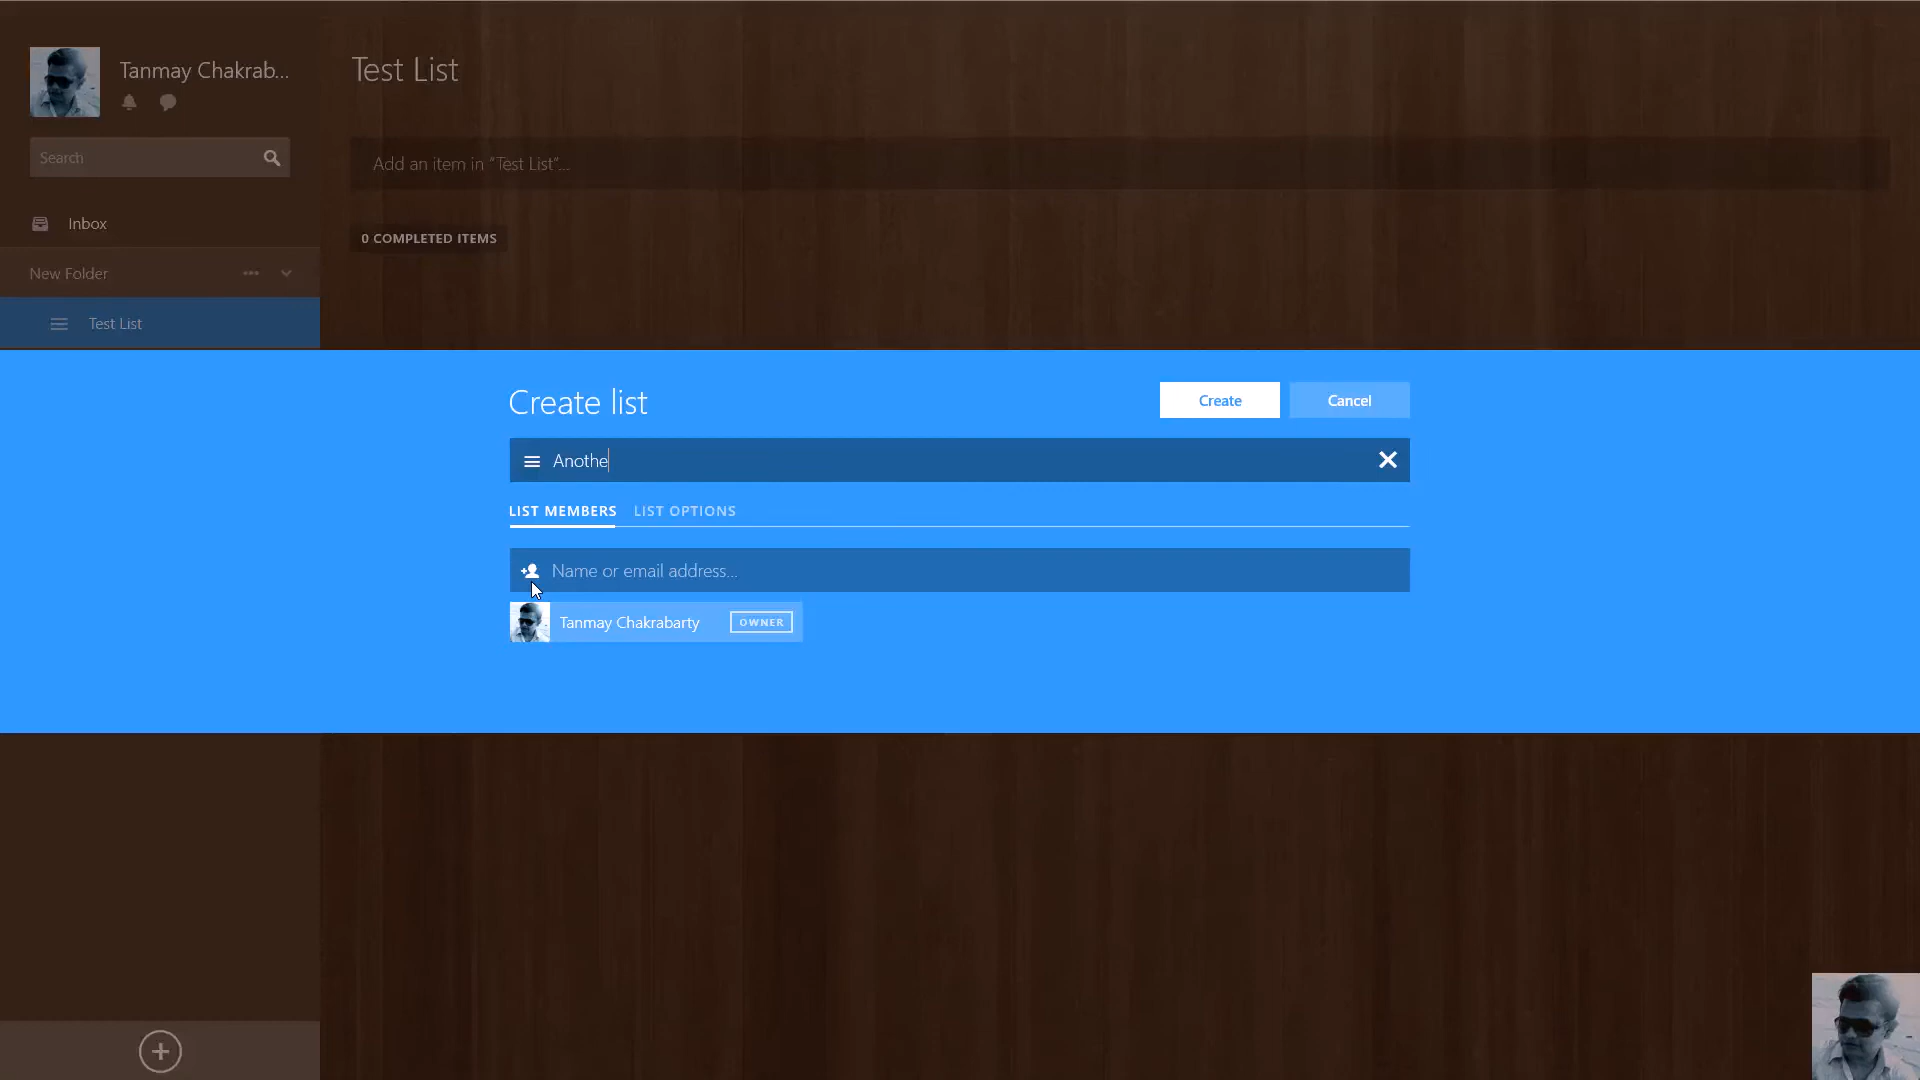 Tanmay Chakrab...
Search
Inbox
New Folder
Test List
Test List
Add an item in "Test List"...
0 COMPLETED ITEMS
Create list
Create
Cancel
Anothe
LIST MEMBERS
LIST OPTIONS
Name or email address...
Tanmay Chakrabarty
OWNER